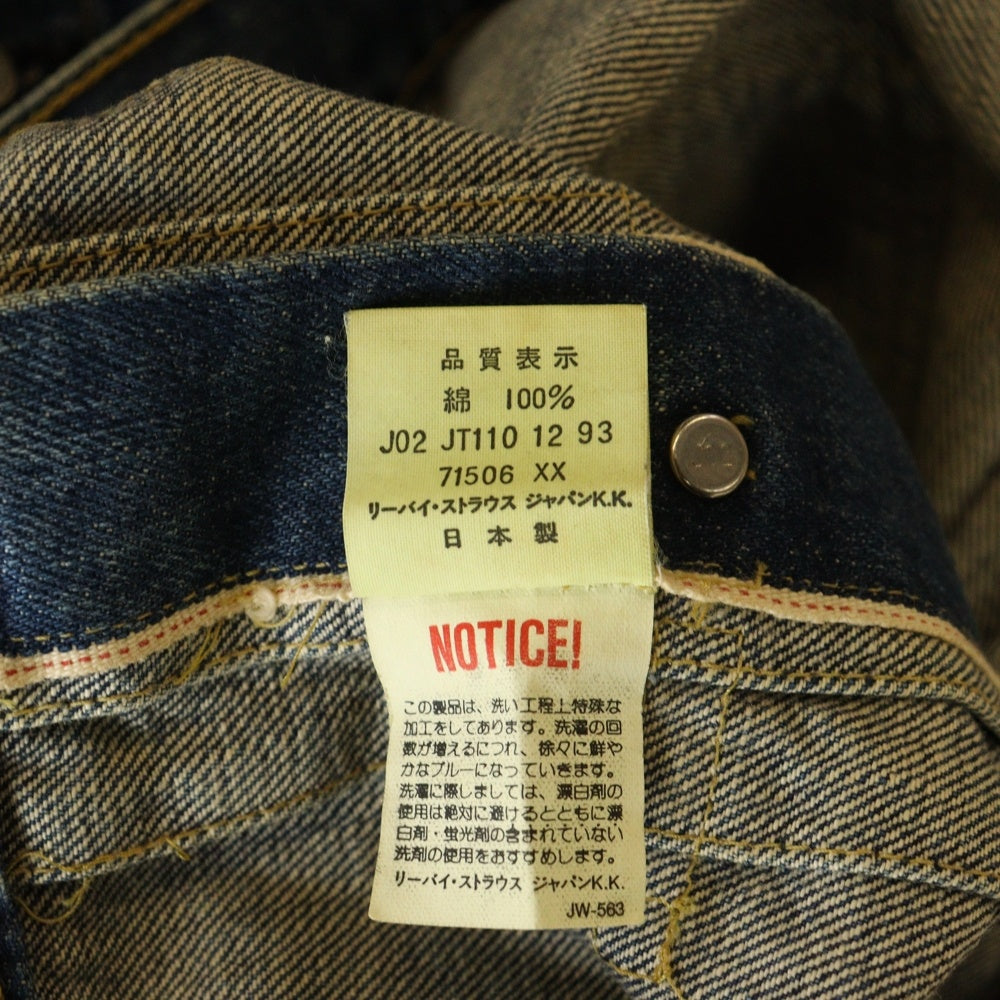 品質表示
綿 100%
J02 JT110 12 93
71506 XX
リーバイ・ストラウス ジャパンK.K.
日本製
NOTICE!
この製品は、洗い工程上特殊な
加工をしてあります。洗濯の回
数が増えるにつれ、徐々に鮮や
かなブルーになっていきます。
洗濯に際しましては、漂白剤の
使用は絶対に避けるとともに漂
白剤・蛍光剤の含まれていない
洗剤の使用をおすすめします。
リーバイ・ストラウス ジャパンK.K.
JW-563